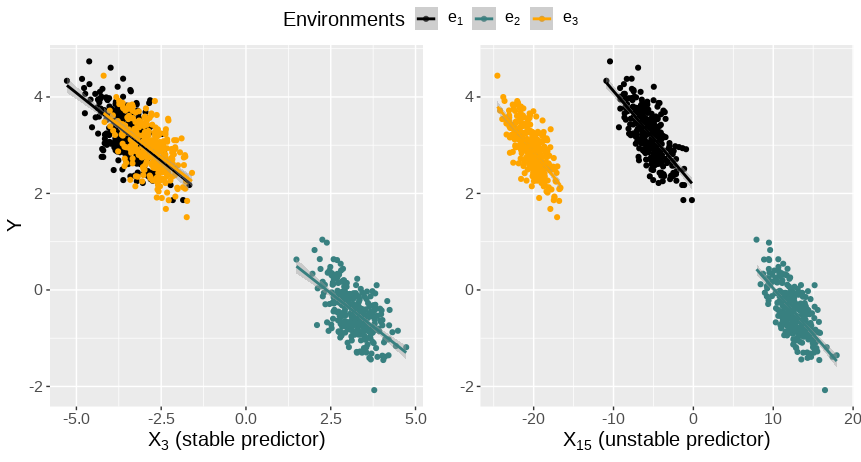 Environments e₁ e₂ e₃
Y
4
2
0
-2
4
2
0
-2
-5.0 -2.5 0.0 2.5 5.0
-20 -10 0 10 20
X₃ (stable predictor)
X₁₅ (unstable predictor)